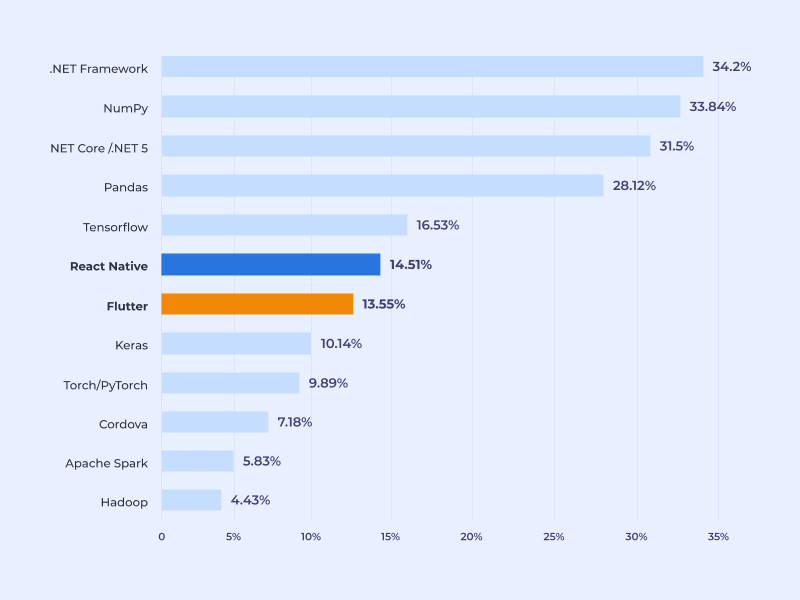 .NET Framework 34.2%
NumPy 33.84%
NET Core /.NET 5 31.5%
Pandas 28.12%
Tensorflow 16.53%
React Native 14.51%
Flutter 13.55%
Keras 10.14%
Torch/PyTorch 9.89%
Cordova 7.18%
Apache Spark 5.83%
Hadoop 4.43%
0 5% 10% 15% 20% 25% 30% 35%